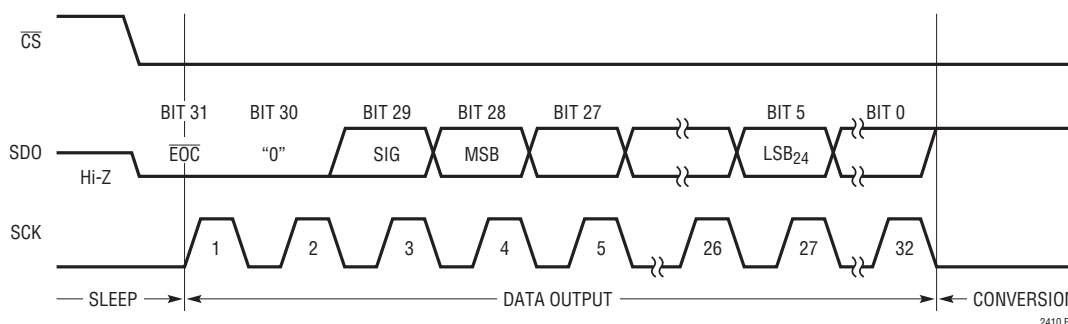 CS
BIT 31 BIT 30 BIT 29 BIT 28 BIT 27 BIT 5 BIT 0
SDO EOC “0” SIG MSB LSB24
Hi-Z
SCK 1 2 3 4 5 26 27 32
SLEEP DATA OUTPUT CONVERSION
2410 F